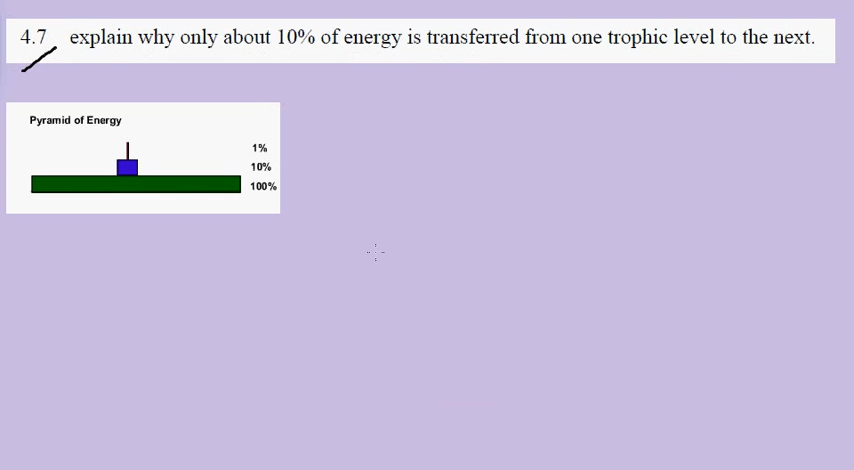 4.7 explain why only about 10% of energy is transferred from one trophic level to the next.
Pyramid of Energy
1%
10%
100%